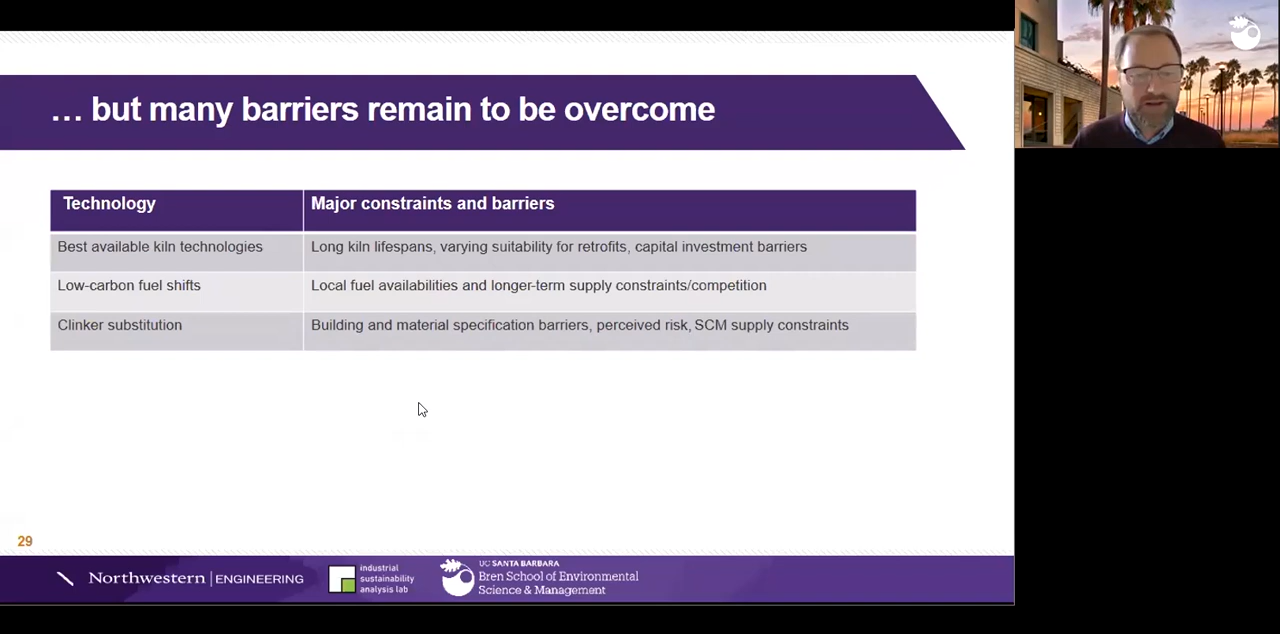 … but many barriers remain to be overcome
Technology
Major constraints and barriers
Best available kiln technologies
Long kiln lifespans, varying suitability for retrofits, capital investment barriers
Low-carbon fuel shifts
Local fuel availabilities and longer-term supply constraints/competition
Clinker substitution
Building and material specification barriers, perceived risk, SCM supply constraints
29
Northwestern | ENGINEERING
industrial
sustainability
analysis lab
UC SANTA BARBARA
Bren School of Environmental
Science & Management